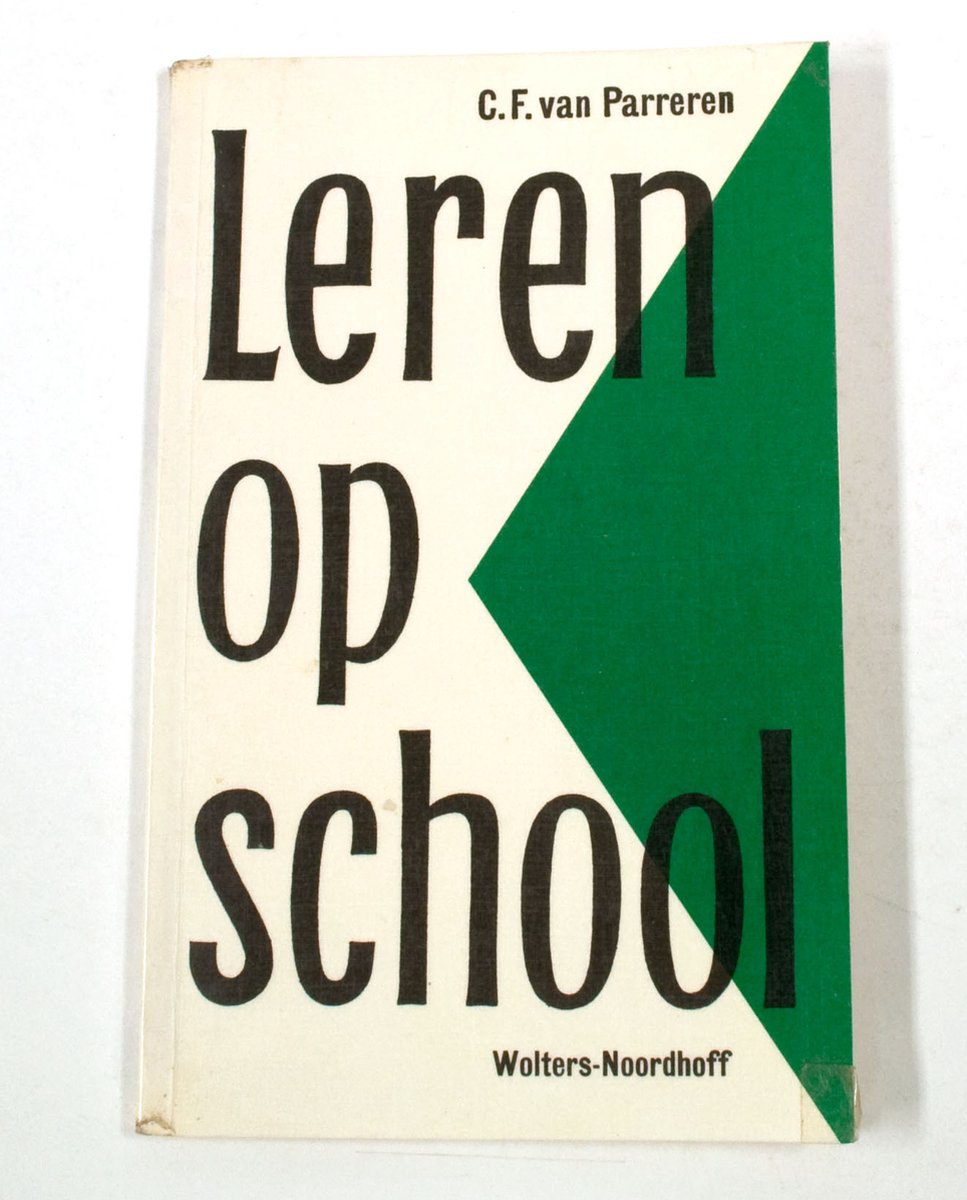 C.F. van Parreren
Leren
op
school
Wolters-Noordhoff